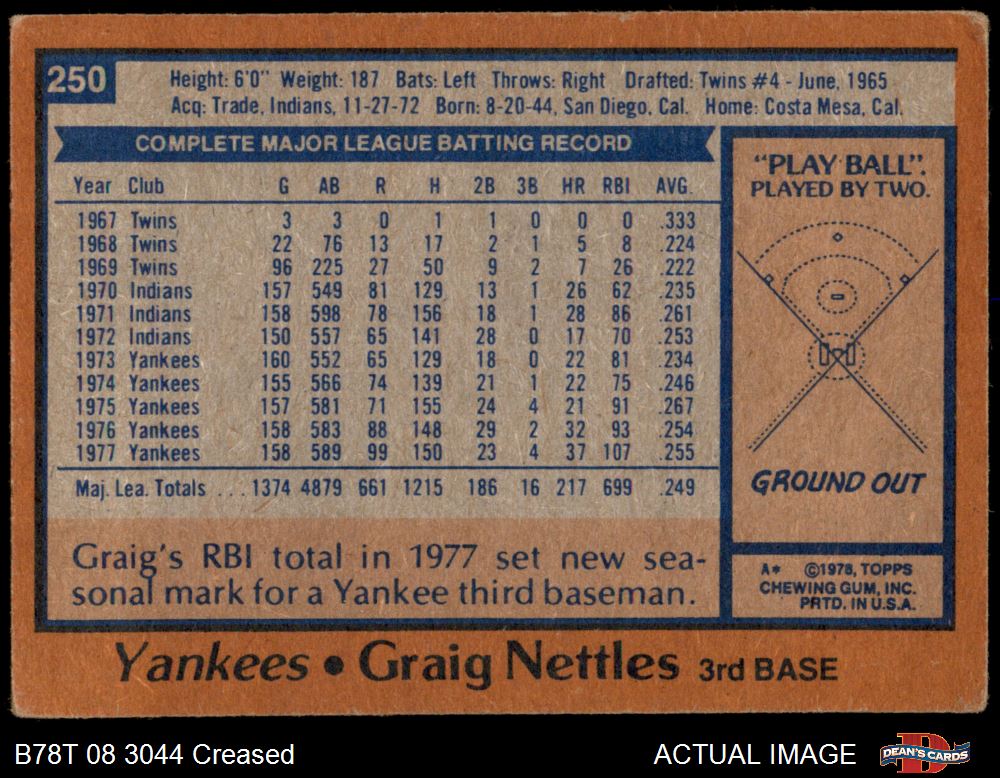 250
Height: 6'0" Weight: 187 Bats: Left Throws: Right Drafted: Twins #4 - June, 1965
Acq: Trade, Indians, 11-27-72 Born: 8-20-44, San Diego, Cal. Home: Costa Mesa, Cal.
COMPLETE MAJOR LEAGUE BATTING RECORD
Year Club G AB R H 2B 3B HR RBI AVG.
1967 Twins 3 3 0 1 1 0 0 0 .333
1968 Twins 22 76 13 17 2 1 5 8 .224
1969 Twins 96 225 27 50 9 2 7 26 .222
1970 Indians 157 549 81 129 13 1 26 62 .235
1971 Indians 158 598 78 156 18 1 28 86 .261
1972 Indians 150 557 65 141 28 0 17 70 .253
1973 Yankees 160 552 65 129 18 0 22 81 .234
1974 Yankees 155 566 74 139 21 1 22 75 .246
1975 Yankees 157 581 71 155 24 4 21 91 .267
1976 Yankees 158 583 88 148 29 2 32 93 .254
1977 Yankees 158 589 99 150 23 4 37 107 .255
Maj. Lea. Totals ... 1374 4879 661 1215 186 16 217 699 .249
Graig's RBI total in 1977 set new sea-
sonal mark for a Yankee third baseman.
"PLAY BALL".
PLAYED BY TWO.
GROUND OUT
A* ©1978, TOPPS
CHEWING GUM, INC.
PRTD. IN U.S.A.
Yankees • Graig Nettles 3rd BASE
B78T 08 3044 Creased
ACTUAL IMAGE
DEAN'S CARDS